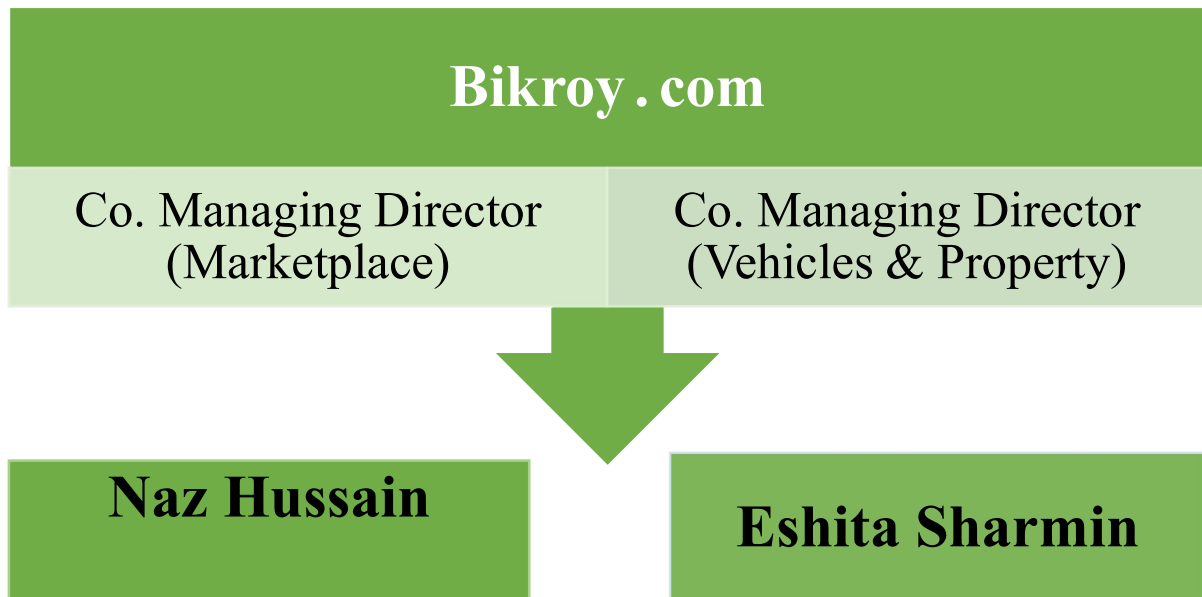 Bikroy.com
Co. Managing Director
(Marketplace)
Co. Managing Director
(Vehicles & Property)
Naz Hussain
Eshita Sharmin